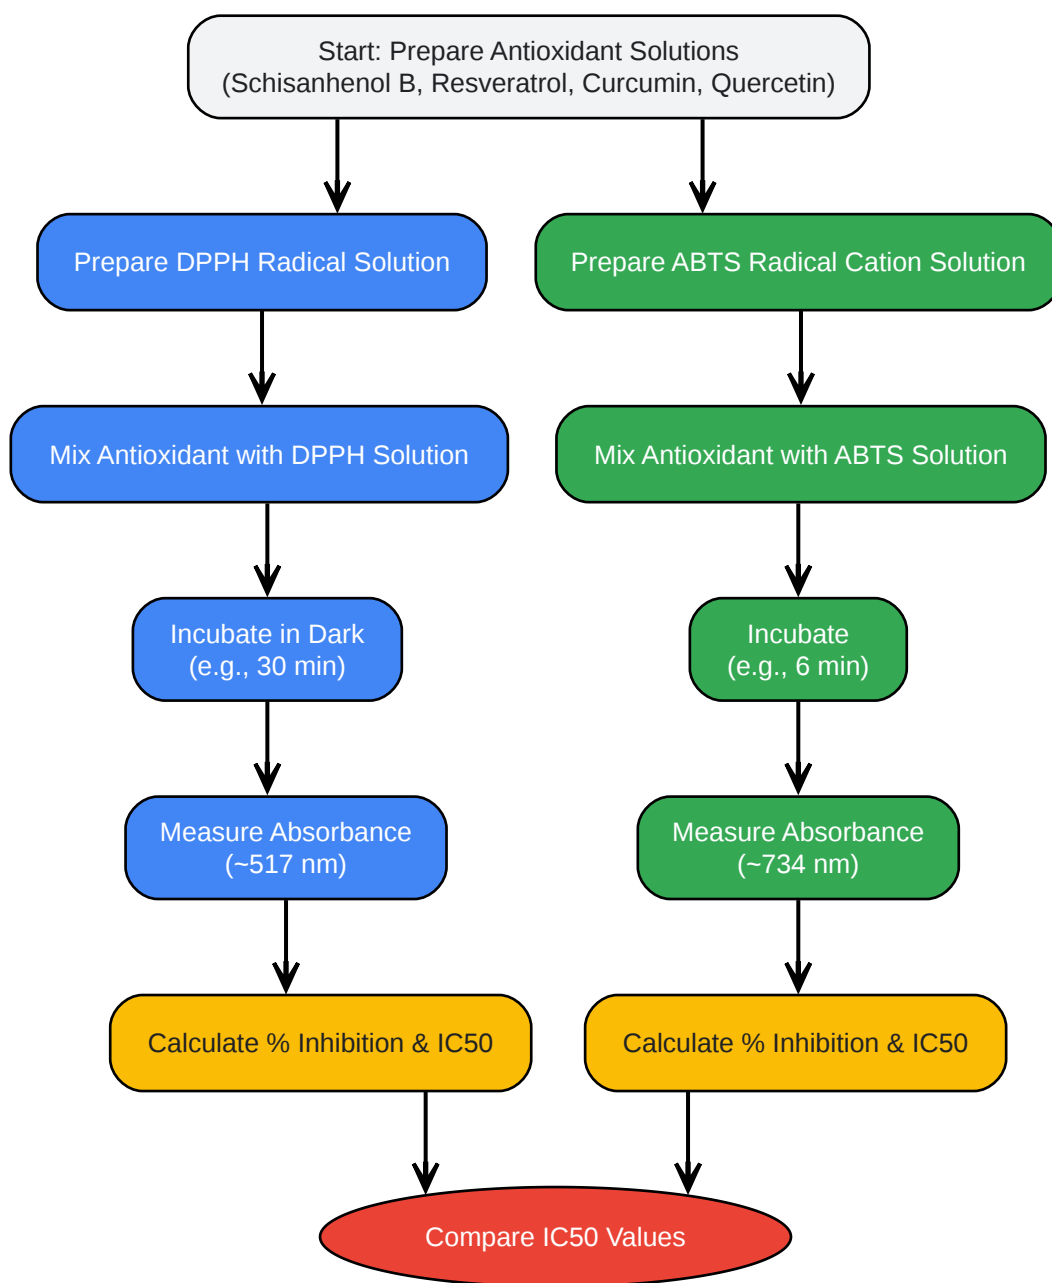 Start: Prepare Antioxidant Solutions
(Schisanhenol B, Resveratrol, Curcumin, Quercetin)
Prepare DPPH Radical Solution
Prepare ABTS Radical Cation Solution
Mix Antioxidant with DPPH Solution
Mix Antioxidant with ABTS Solution
Incubate in Dark
(e.g., 30 min)
Incubate
(e.g., 6 min)
Measure Absorbance
(~517 nm)
Measure Absorbance
(~734 nm)
Calculate % Inhibition & IC50
Calculate % Inhibition & IC50
Compare IC50 Values